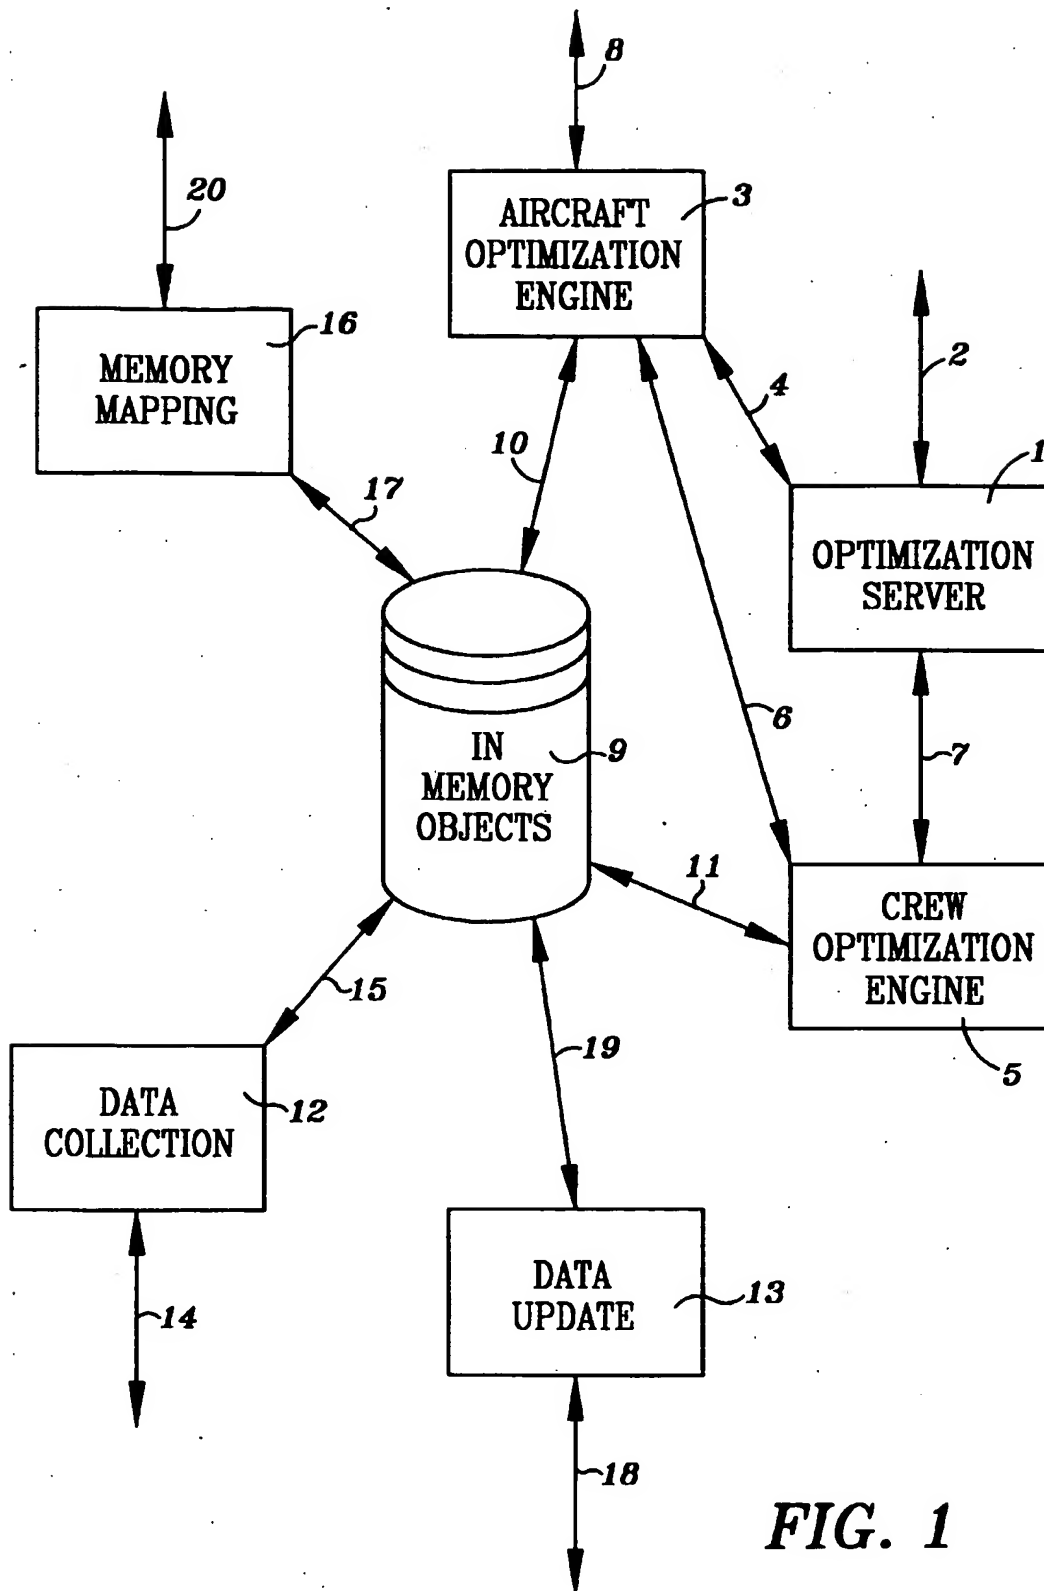 8
20
3
AIRCRAFT
OPTIMIZATION
ENGINE
16
MEMORY
MAPPING
2
4
10
17
1
OPTIMIZATION
SERVER
6
7
IN
MEMORY
OBJECTS
9
11
CREW
OPTIMIZATION
ENGINE
5
15
19
DATA
COLLECTION
12
DATA
UPDATE
13
14
18
FIG. 1